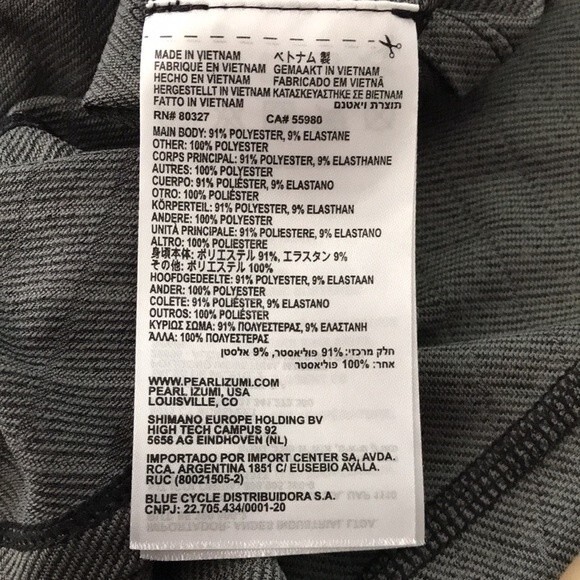 MADE IN VIETNAM ベトナム 製
FABRIQUÉ EN VIETNAM GEMAAKT IN VIETNAM
HECHO EN VIETNAM FABRICADO EM VIETNÃ
HERGESTELLT IN VIETNAM ΚΑΤΑΣΚΕΥΑΣΤΗΚΕ ΣΕ ΒΙΕΤΝΑΜ
FATTO IN VIETNAM תוצרת ויאטנם
RN# 80327 CA# 55980
MAIN BODY: 91% POLYESTER, 9% ELASTANE
OTHER: 100% POLYESTER
CORPS PRINCIPAL: 91% POLYESTER, 9% ELASTHANNE
AUTRES: 100% POLYESTER
CUERPO: 91% POLIÉSTER, 9% ELASTANO
OTRO: 100% POLIÉSTER
KÖRPERTEIL: 91% POLYESTER, 9% ELASTHAN
ANDERE: 100% POLYESTER
UNITÀ PRINCIPALE: 91% POLIESTERE, 9% ELASTANO
ALTRO: 100% POLIESTERE
身頃本体: ポリエステル 91%, エラスタン 9%
その他: ポリエステル 100%
HOOFDGEDEELTE: 91% POLYESTER, 9% ELASTAAN
ANDER: 100% POLYESTER
COLETE: 91% POLIÉSTER, 9% ELASTANO
OUTROS: 100% POLIÉSTER
ΚΥΡΙΩΣ ΣΩΜΑ: 91% ΠΟΛΥΕΣΤΕΡΑΣ, 9% ΕΛΑΣΤΑΝΗ
ΆΛΛΑ: 100% ΠΟΛΥΕΣΤΕΡΑΣ
חלק מרכזי: 91% פוליאסטר, 9% אלסטן
אחר: 100% פוליאסטר
WWW.PEARLIZUMI.COM
PEARL IZUMI, USA
LOUISVILLE, CO
SHIMANO EUROPE HOLDING BV
HIGH TECH CAMPUS 92
5656 AG EINDHOVEN (NL)
IMPORTADO POR IMPORT CENTER SA, AVDA.
RCA. ARGENTINA 1851 C/ EUSEBIO AYALA.
RUC (80021505-2)
BLUE CYCLE DISTRIBUIDORA S.A.
CNPJ: 22.705.434/0001-20